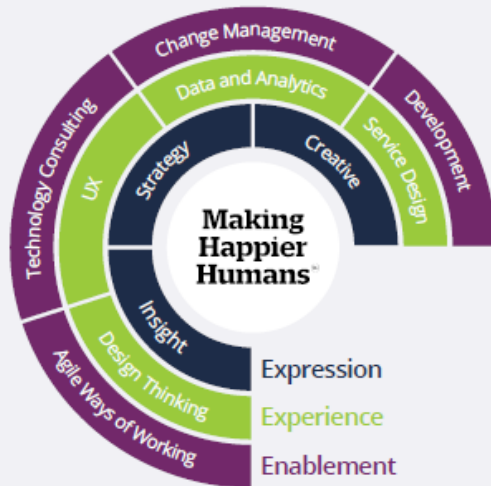 Change Management
Technology Consulting
Development
Data and Analytics
UX
Service Design
Strategy
Creative
Making
Happier
Humans™
Insight
Design Thinking
Agile Ways of Working
Expression
Experience
Enablement